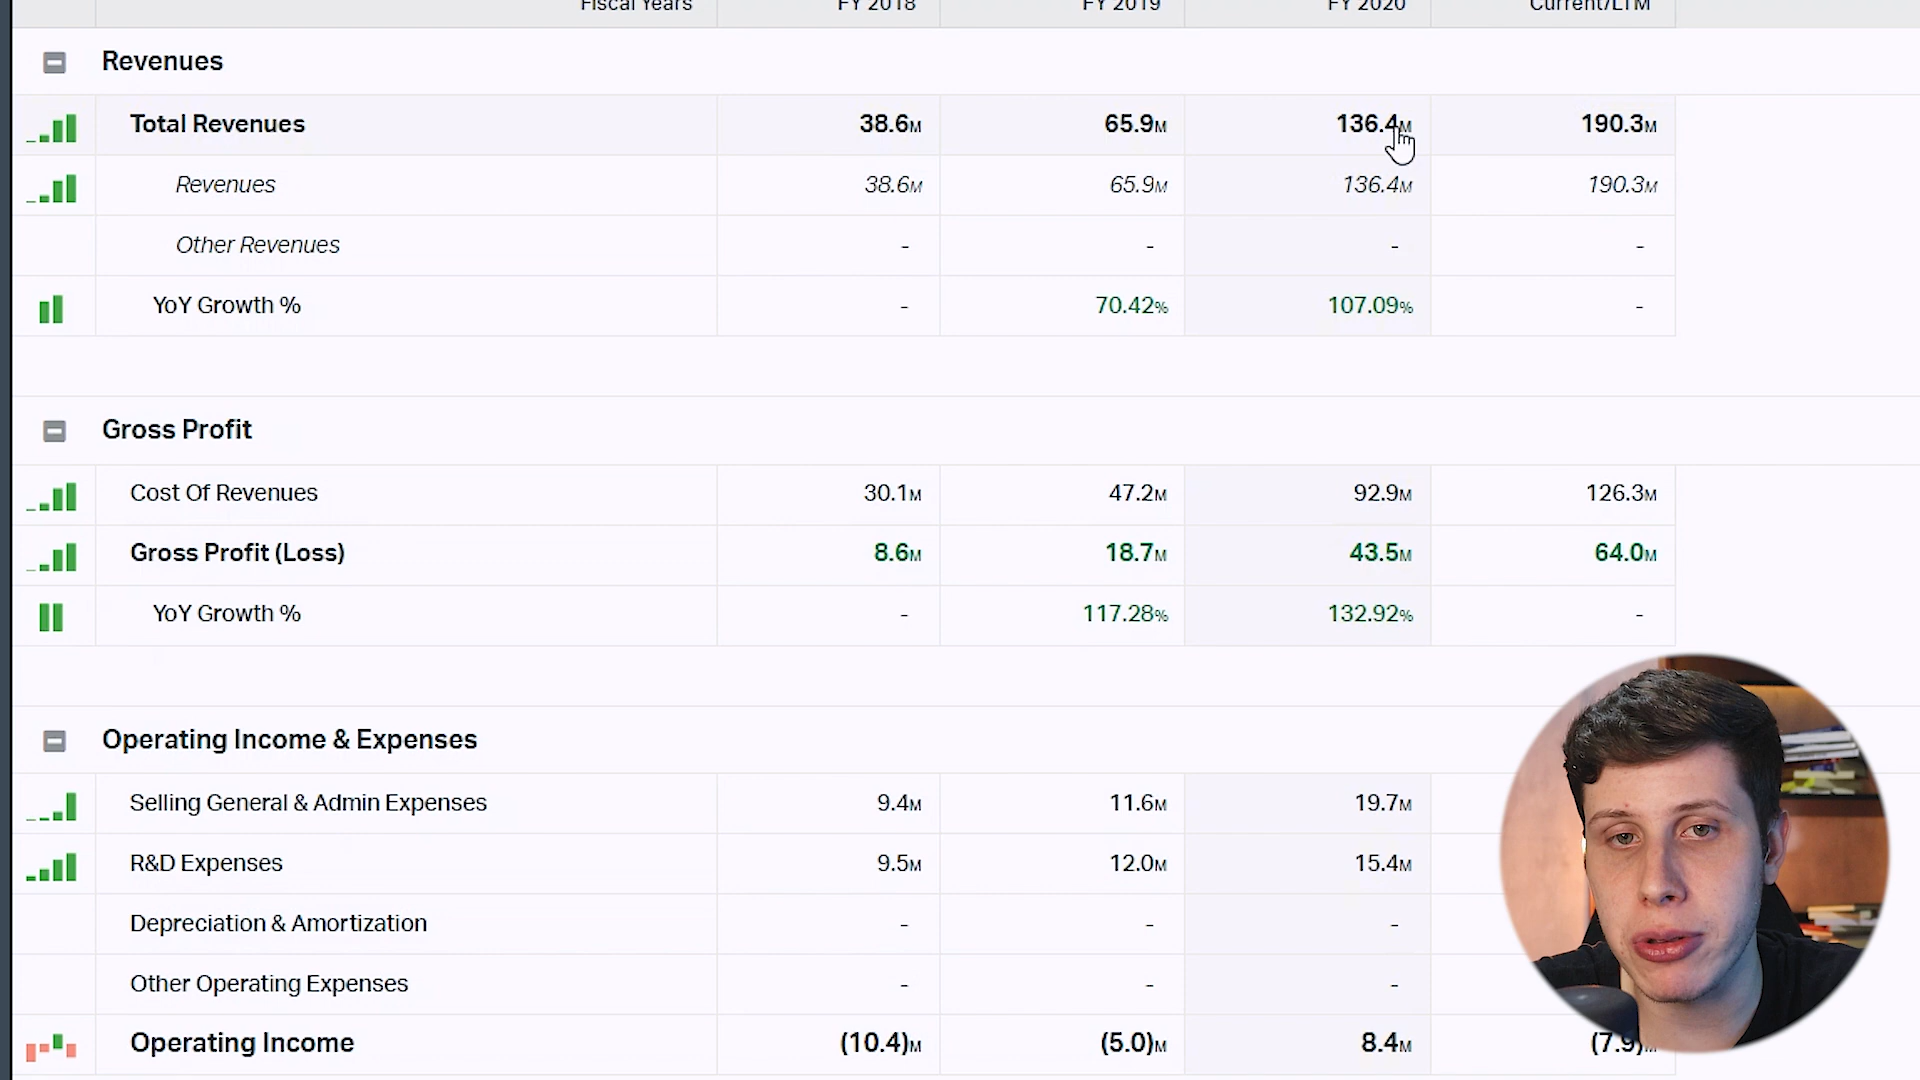 Fiscal Years FY 2018 FY 2019 FY 2020 Current/LTM
Revenues
Total Revenues 38.6M 65.9M 136.4M 190.3M
Revenues 38.6M 65.9M 136.4M 190.3M
Other Revenues - - - -
YoY Growth % - 70.42% 107.09% -
Gross Profit
Cost Of Revenues 30.1M 47.2M 92.9M 126.3M
Gross Profit (Loss) 8.6M 18.7M 43.5M 64.0M
YoY Growth % - 117.28% 132.92% -
Operating Income & Expenses
Selling General & Admin Expenses 9.4M 11.6M 19.7M
R&D Expenses 9.5M 12.0M 15.4M
Depreciation & Amortization - - -
Other Operating Expenses - - -
Operating Income (10.4)M (5.0)M 8.4M (7.9)M